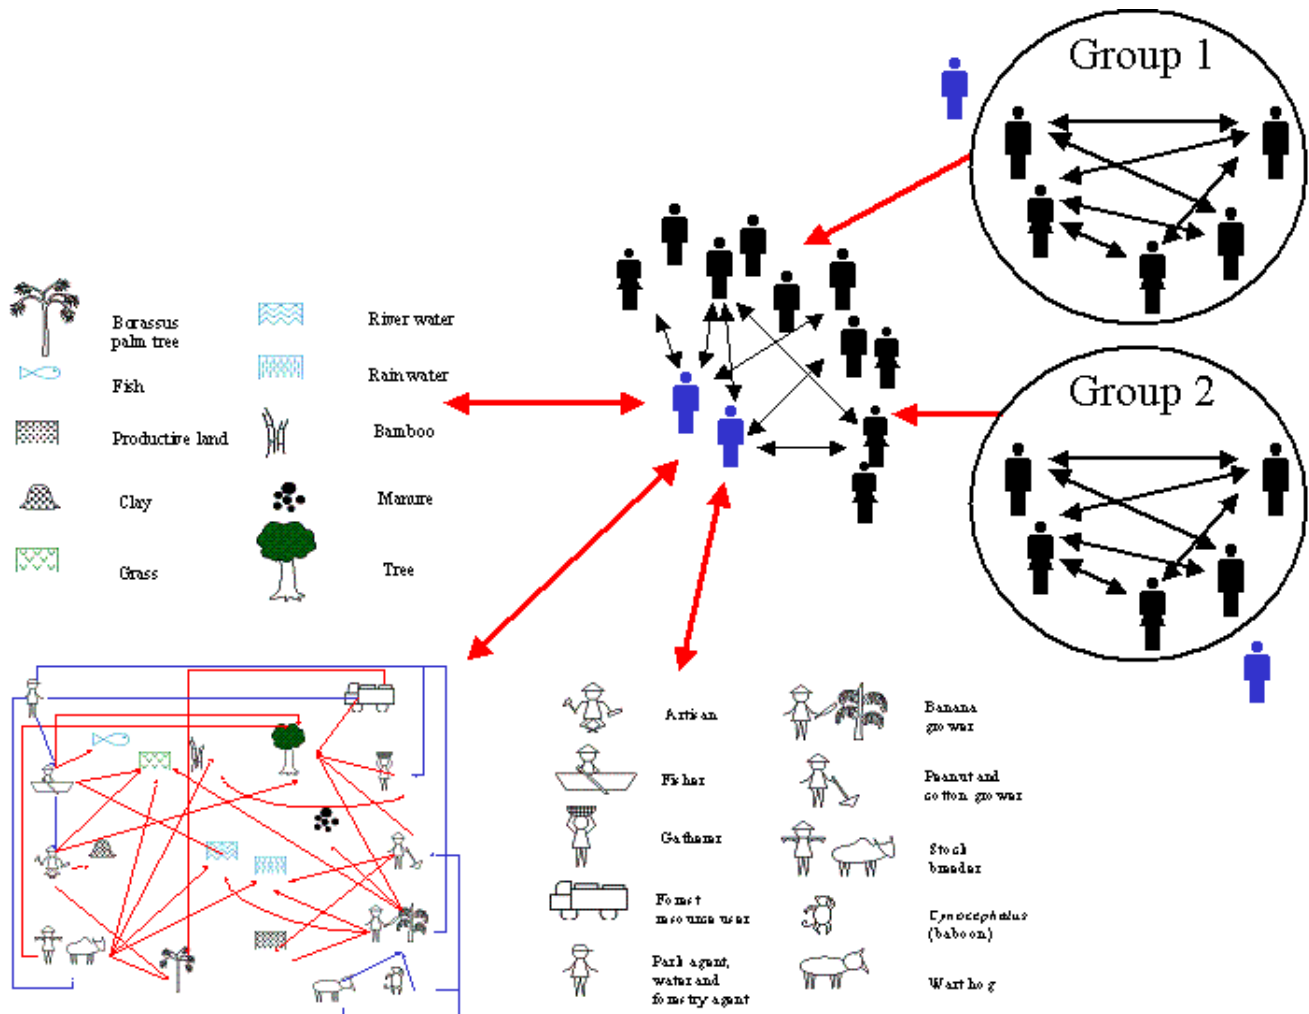 Group 1
Borassus
palm tree
River water
Fish
Rain water
Productive land
Bamboo
Clay
Manure
Grass
Tree
Group 2
Artisan
Banana
grower
Fisher
Peanut and
cotton grower
Gatherer
Stock
breeder
Forest
resource user
Cynocephalus
(baboon)
Park agent,
water and
forestry agent
Wart hog